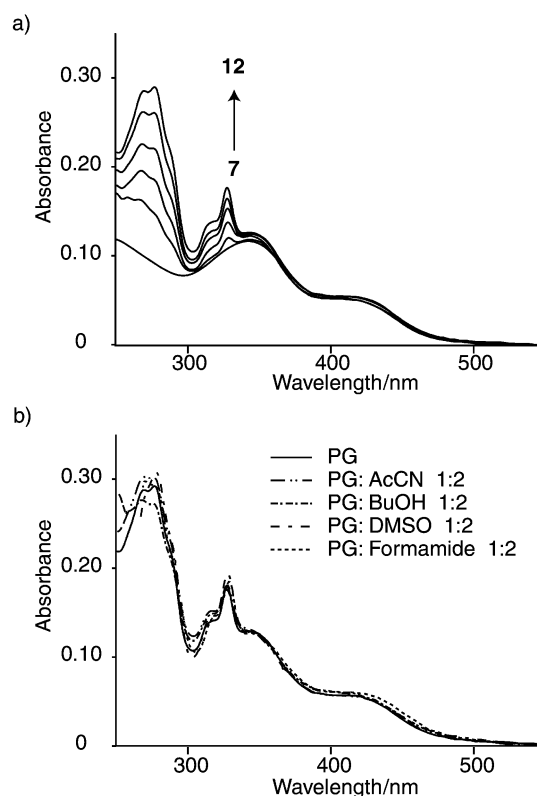 a)
12
7
0.30
0.20
0.10
0
Absorbance
300
400
500
Wavelength/nm
b)
PG
PG: AcCN 1:2
PG: BuOH 1:2
PG: DMSO 1:2
PG: Formamide 1:2
0.30
0.20
0.10
0
Absorbance
300
400
500
Wavelength/nm